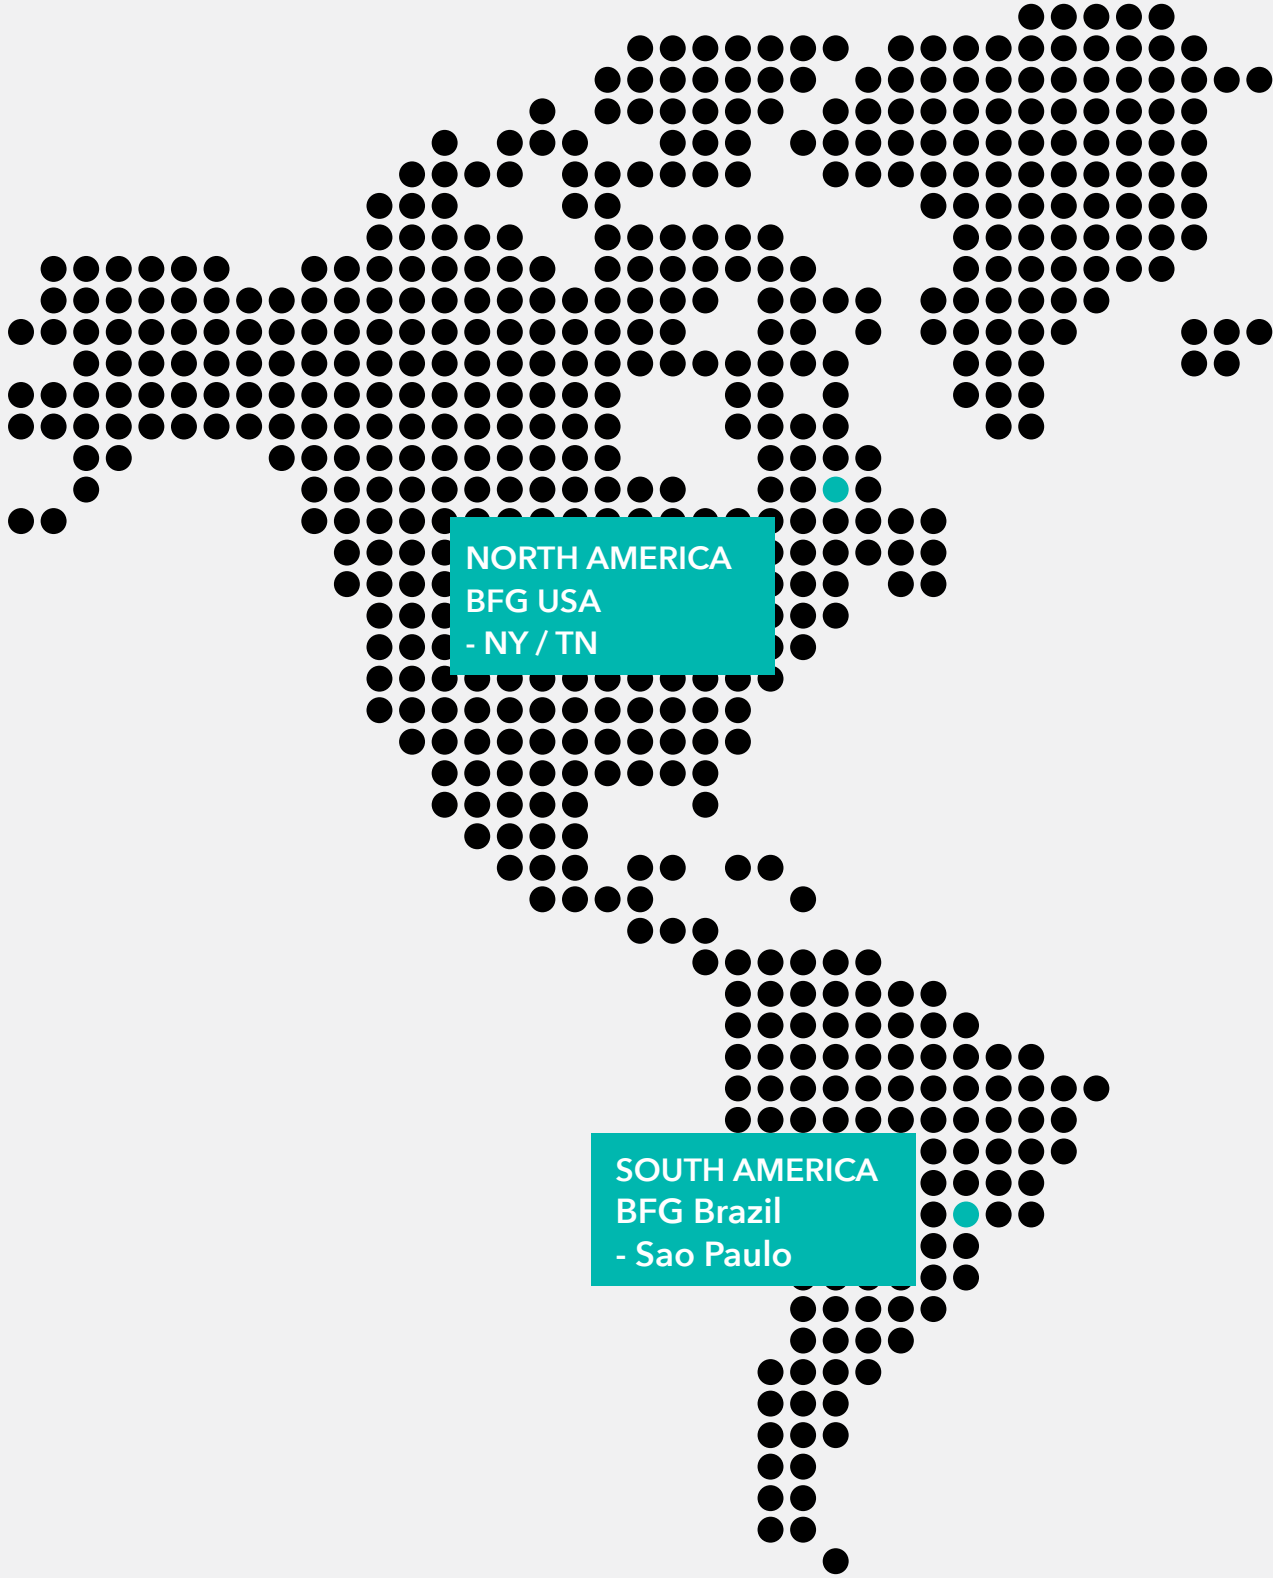 NORTH AMERICA
BFG USA
- NY / TN
SOUTH AMERICA
BFG Brazil
- Sao Paulo